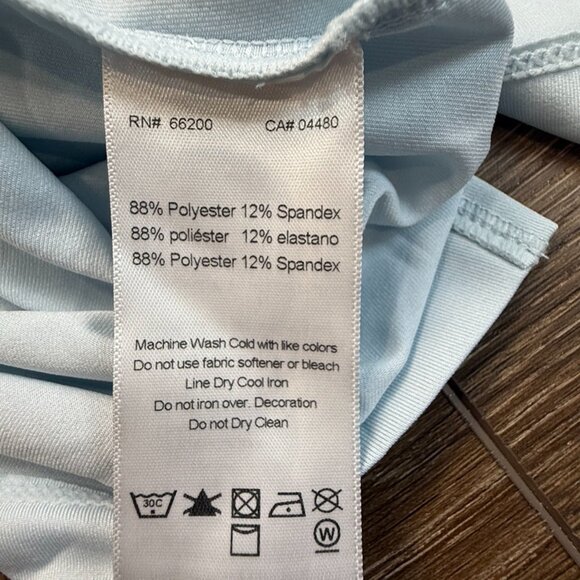 RN# 66200 CA# 04480
88% Polyester 12% Spandex
88% poliéster 12% elastano
88% Polyester 12% Spandex
Machine Wash Cold with like colors
Do not use fabric softener or bleach
Line Dry Cool Iron
Do not iron over. Decoration
Do not Dry Clean
30C
W